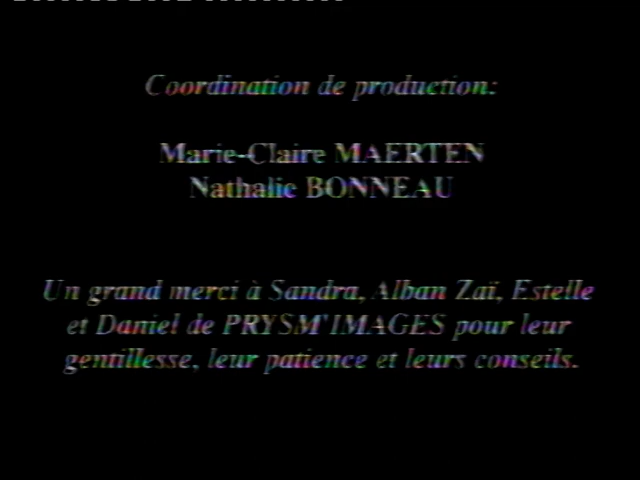 Coordination de production:
Marie-Claire MAERTEN
Nathalie BONNEAU
Un grand merci à Sandra, Alban Zaï, Estelle
et Daniel de PRYSM'IMAGES pour leur
gentillesse, leur patience et leurs conseils.